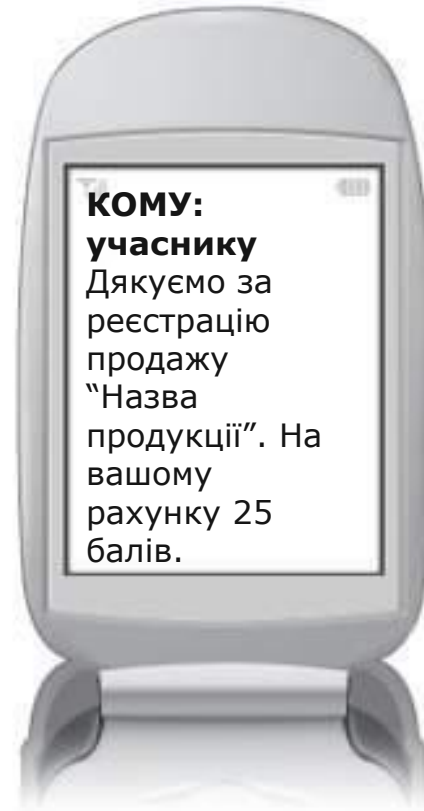 КОМУ:
учаснику
Дякуємо за
реєстрацію
продажу
“Назва
продукції”. На
вашому
рахунку 25
балів.